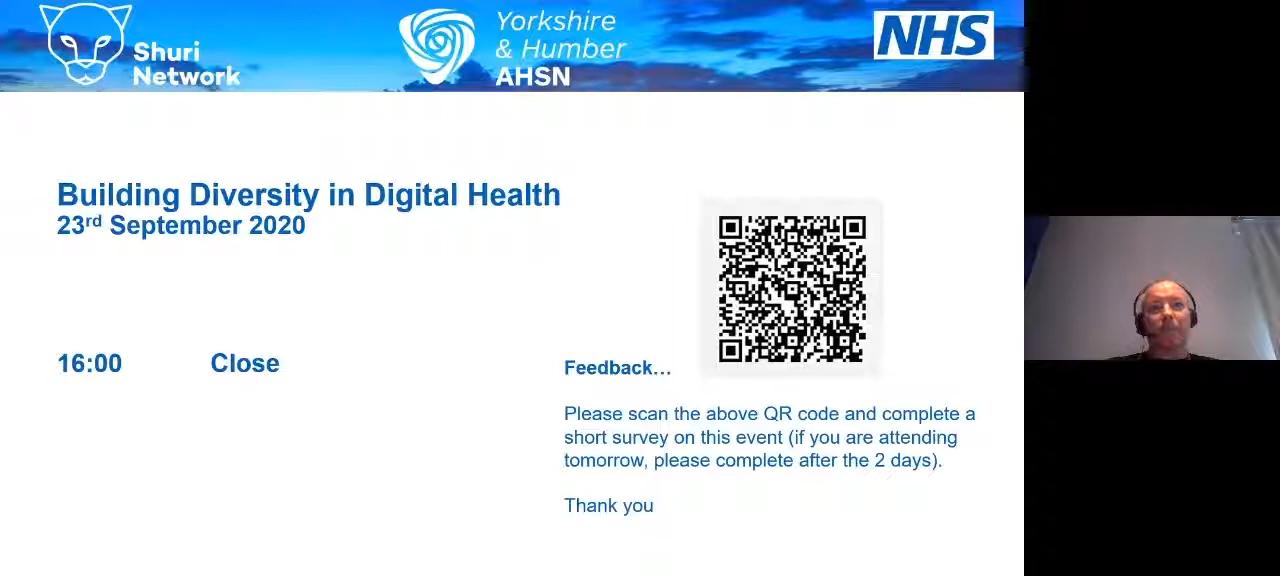 Shuri
Network
Yorkshire
& Humber
AHSN
NHS
Building Diversity in Digital Health
23rd September 2020
16:00 Close
Feedback…
Please scan the above QR code and complete a
short survey on this event (if you are attending
tomorrow, please complete after the 2 days).
Thank you